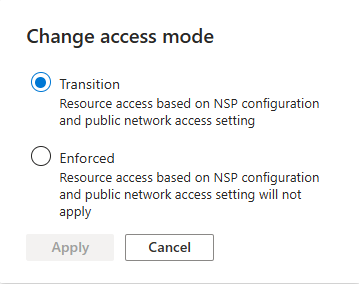 Change access mode
Transition
Resource access based on NSP configuration
and public network access setting
Enforced
Resource access based on NSP configuration
and public network access setting will not
apply
Apply
Cancel